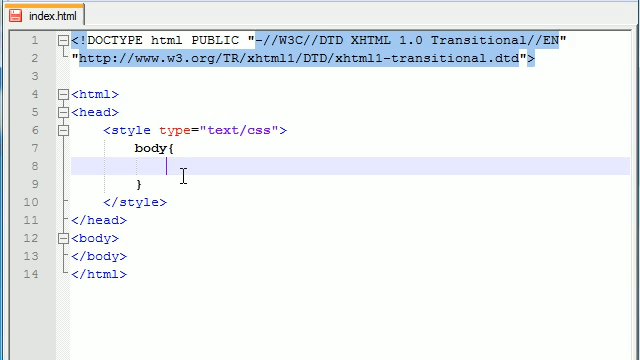 index.html
1 <!DOCTYPE html PUBLIC "-//W3C//DTD XHTML 1.0 Transitional//EN"
2 "http://www.w3.org/TR/xhtml1/DTD/xhtml1-transitional.dtd">
3
4 <html>
5 <head>
6 <style type="text/css">
7 body{
8
9 }
10 </style>
11 </head>
12 <body>
13 </body>
14 </html>